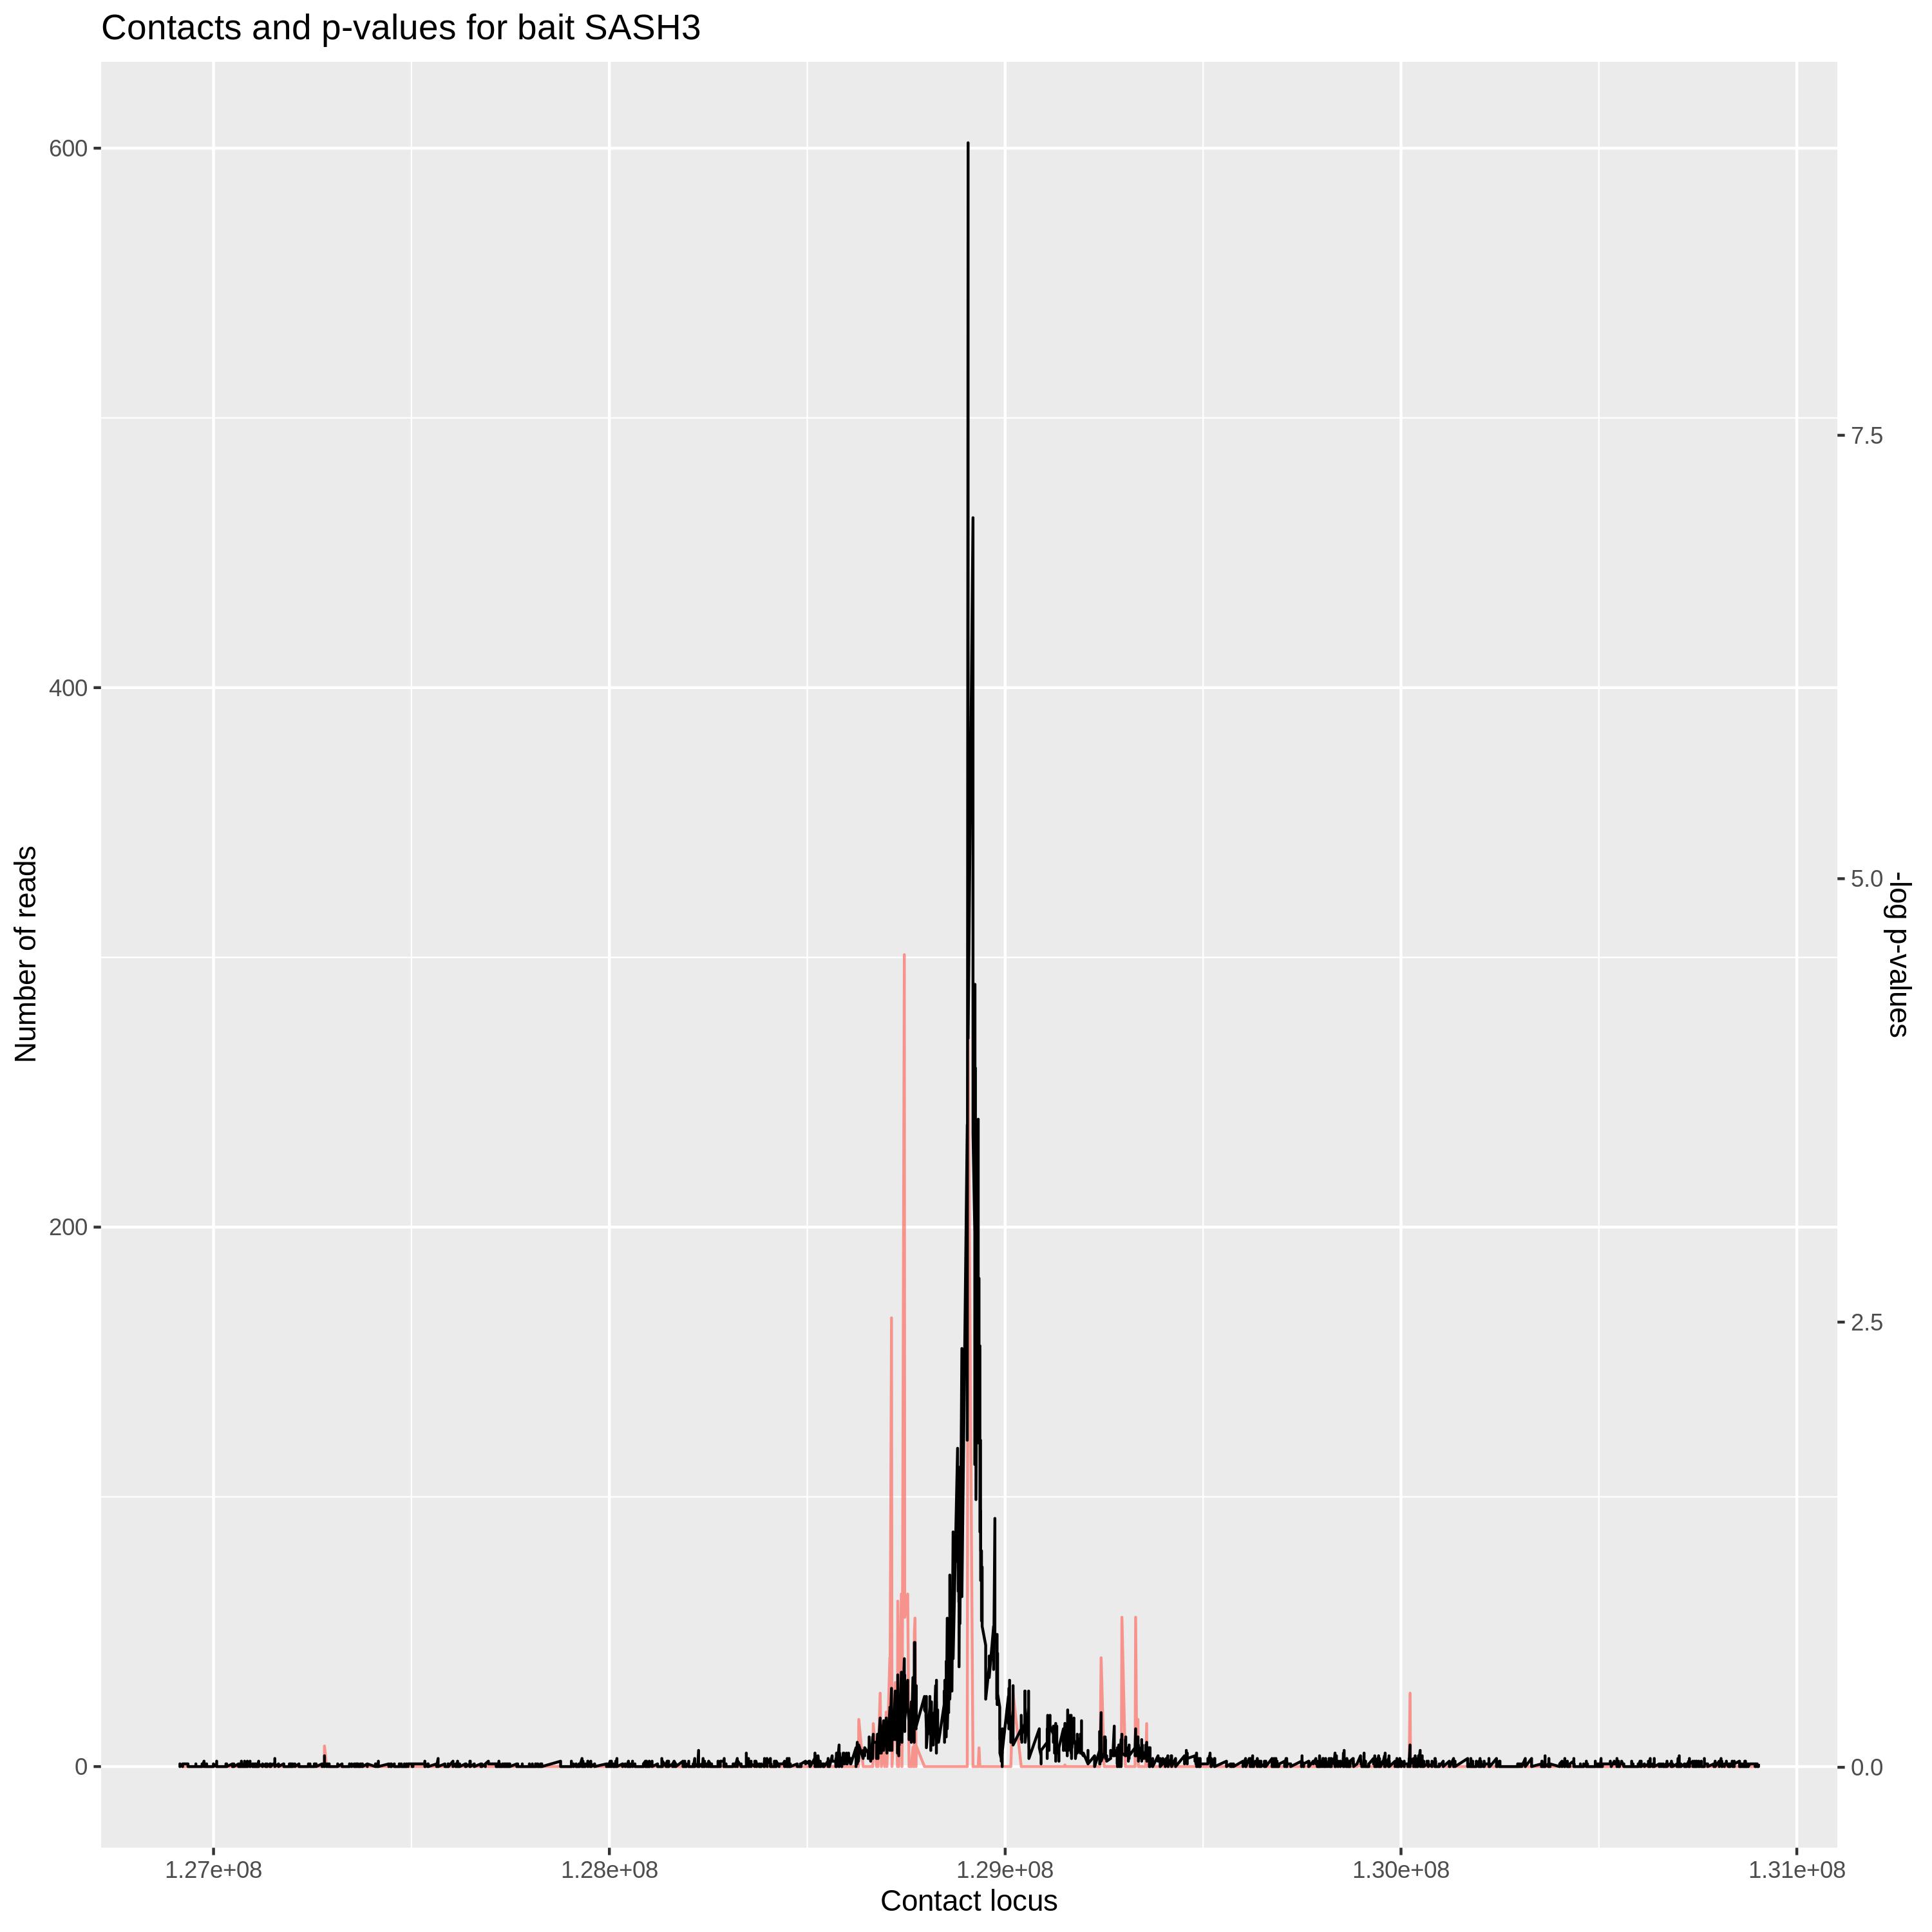 Contacts and p-values for bait SASH3
600
400
200
0
Number of reads
7.5
5.0
2.5
0.0
-log p-values
1.27e+08
1.28e+08
1.29e+08
1.30e+08
1.31e+08
Contact locus